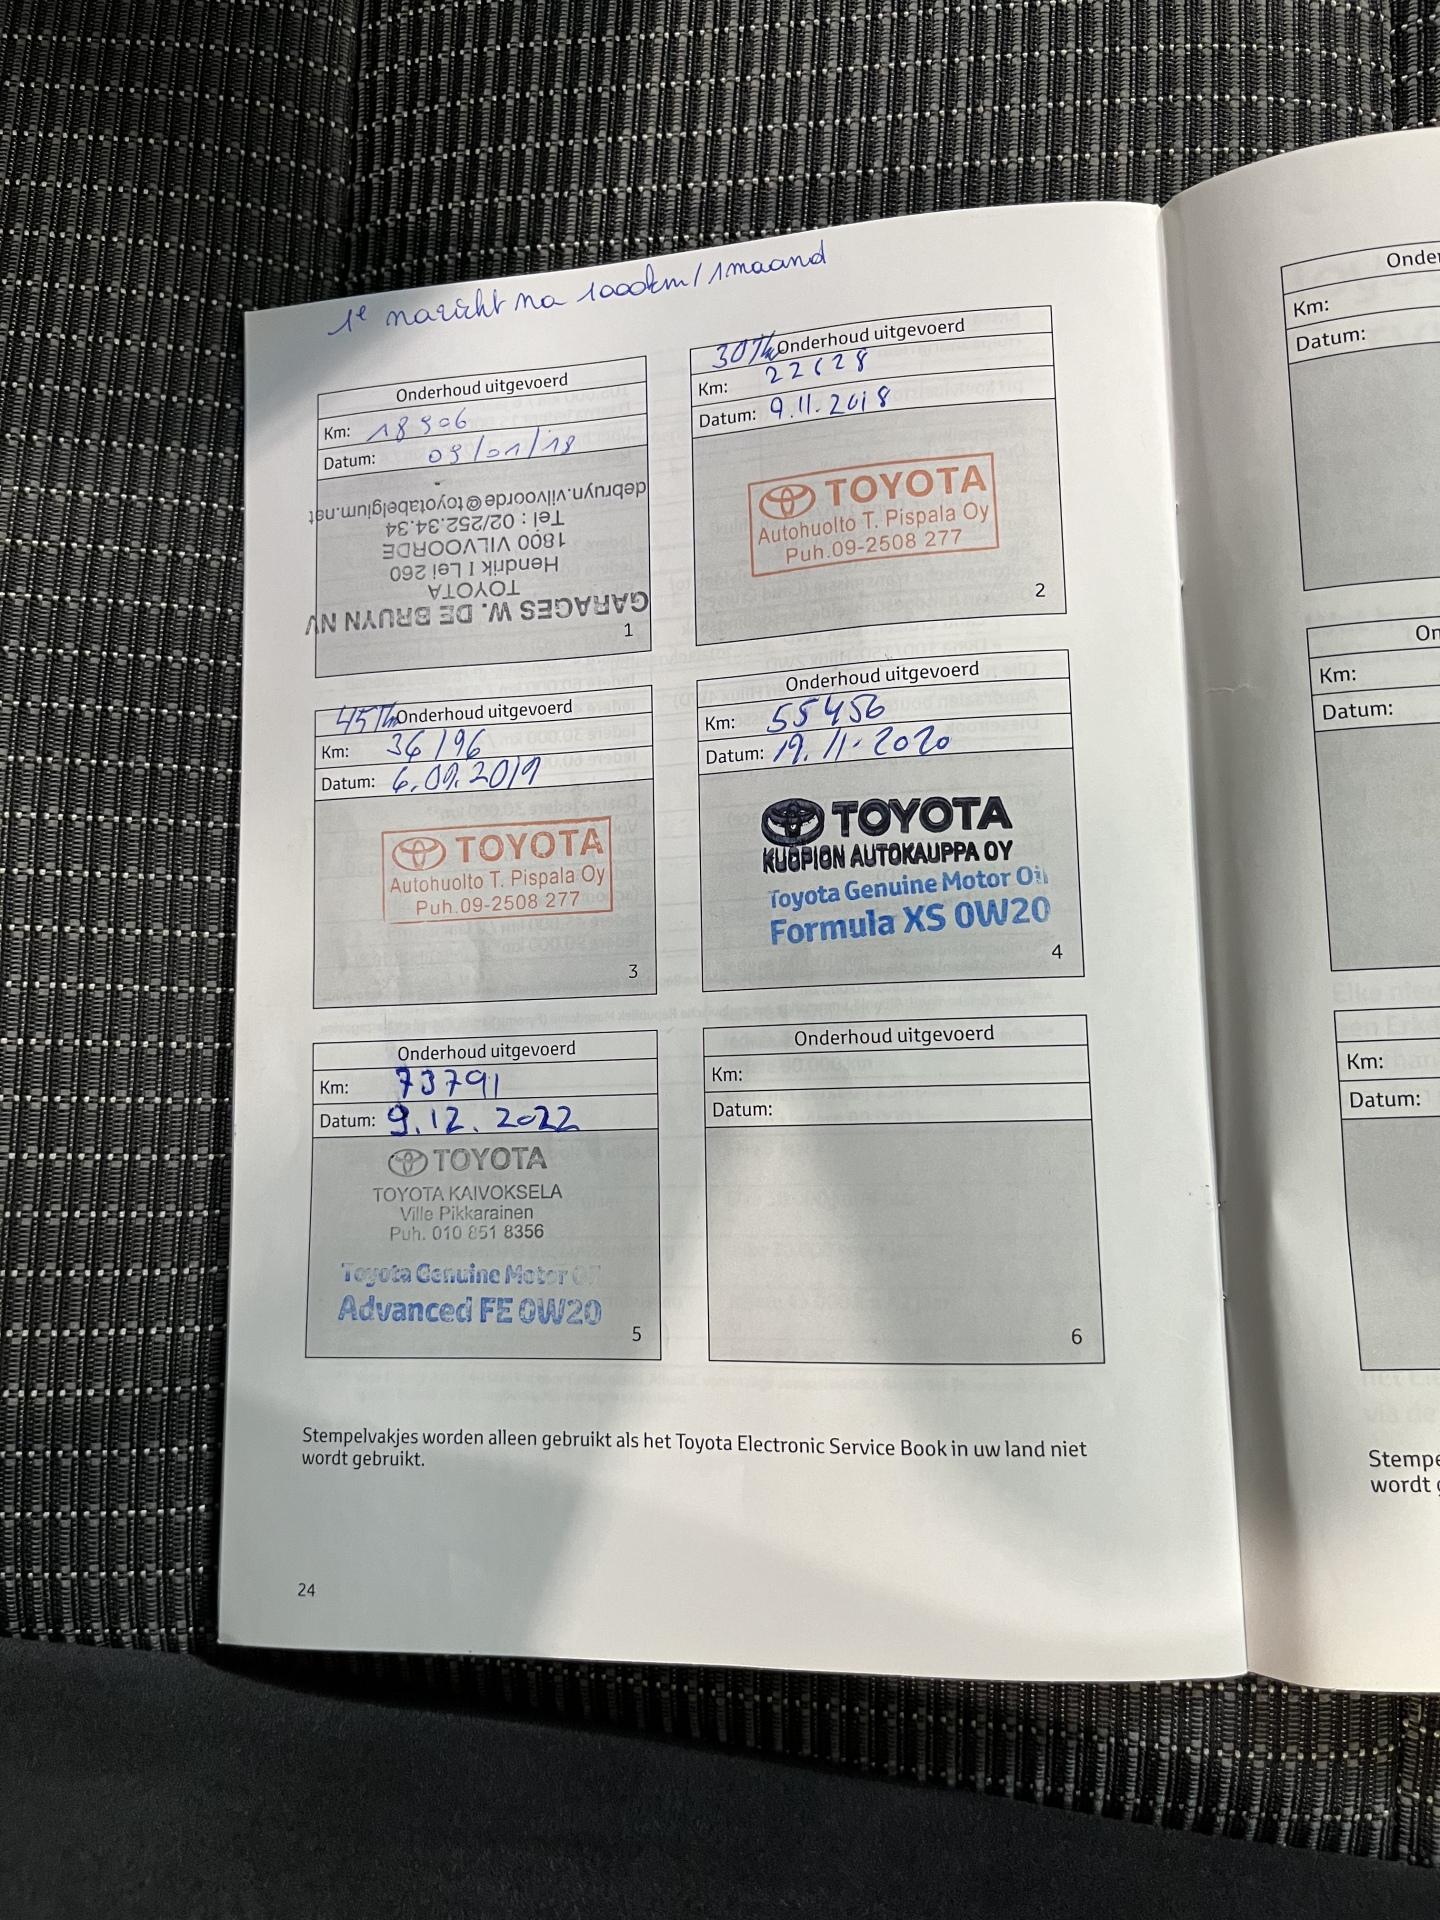 1e nazicht na 1000km/1maand
Onderhoud uitgevoerd
Km: 18906
Datum: 09/01/18
GARAGES W. DE BRUYN NV
TOYOTA
Hendrik I Lei 260
1800 VILVOORDE
Tel : 02/252.34.34
debruyn.vilvoorde@toyotabelgium.net
1
Onderhoud uitgevoerd
Km: 22628
Datum: 9.11.2018
TOYOTA
Autohuolto T. Pispala Oy
Puh.09-2508 277
2
Onderhoud uitgevoerd
Km: 36196
Datum: 6.09.2019
TOYOTA
Autohuolto T. Pispala Oy
Puh.09-2508 277
3
Onderhoud uitgevoerd
Km: 55456
Datum: 19.11.2020
TOYOTA
KUOPION AUTOKAUPPA OY
Toyota Genuine Motor Oil
Formula XS 0W20
4
Onderhoud uitgevoerd
Km: 73791
Datum: 9.12.2022
TOYOTA
TOYOTA KAIVOKSELA
Ville Pikkarainen
Puh. 010 851 8356
Toyota Genuine Motor
Advanced FE 0W20
5
Onderhoud uitgevoerd
Km:
Datum:
6
Stempelvakjes worden alleen gebruikt als het Toyota Electronic Service Book in uw land niet
wordt gebruikt.
24
Km:
Datum:
Km:
Datum:
Km:
Datum:
wordt